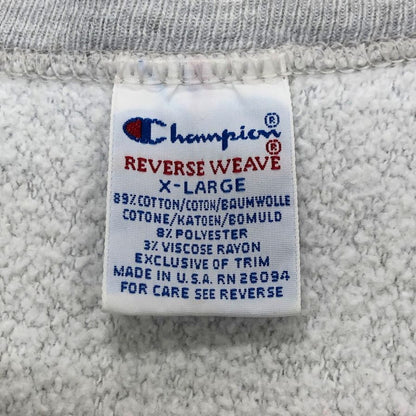 Champion®
REVERSE WEAVE®
X-LARGE
89% COTTON/COTON/BAUMWOLLE
COTONE/KATOEN/BOMULD
8% POLYESTER
3% VISCOSE RAYON
EXCLUSIVE OF TRIM
MADE IN U.S.A. RN 26094
FOR CARE SEE REVERSE